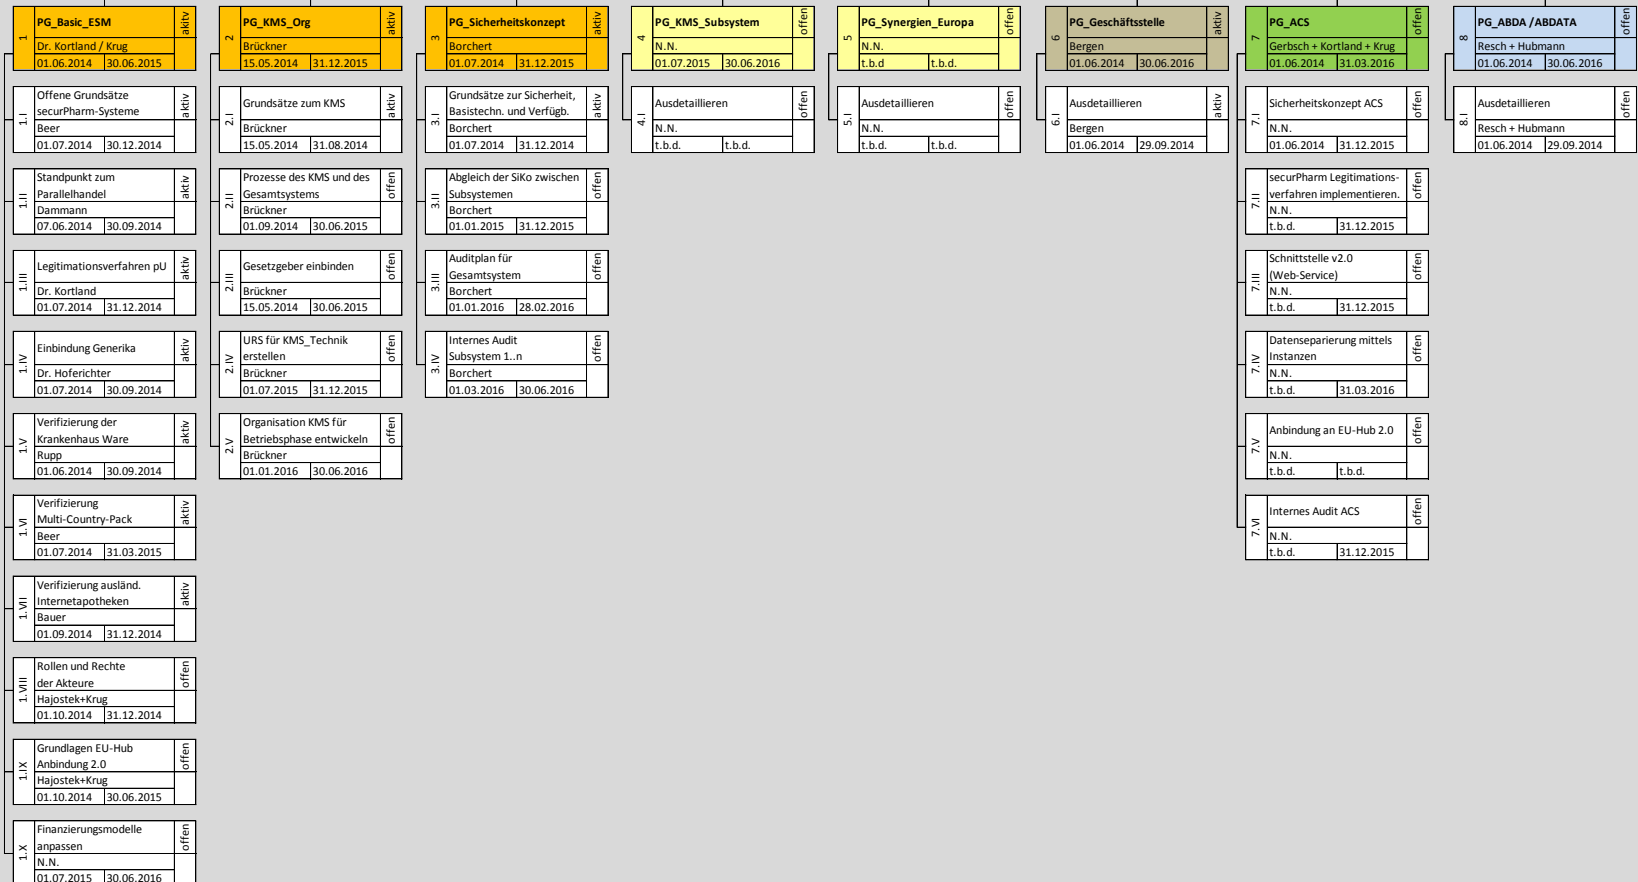 1
PG_Basic_ESM
aktiv
Dr. Kortland / Krug
01.06.2014 30.06.2015
1.I
Offene Grundsätze
securPharm-Systeme
aktiv
Beer
01.07.2014 30.12.2014
1.II
Standpunkt zum
Parallelhandel
aktiv
Dammann
07.06.2014 30.09.2014
1.III
Legitimationsverfahren pU
aktiv
Dr. Kortland
01.07.2014 31.12.2014
1.IV
Einbindung Generika
aktiv
Dr. Hoferichter
01.07.2014 30.09.2014
1.V
Verifizierung der
Krankenhaus Ware
aktiv
Rupp
01.06.2014 30.09.2014
1.VI
Verifizierung
Multi-Country-Pack
aktiv
Beer
01.07.2014 31.03.2015
1.VII
Verifizierung ausländ.
Internetapotheken
aktiv
Bauer
01.09.2014 31.12.2014
1.VIII
Rollen und Rechte
der Akteure
offen
Hajostek+Krug
01.10.2014 31.12.2014
1.IX
Grundlagen EU-Hub
Anbindung 2.0
offen
Hajostek+Krug
01.10.2014 30.06.2015
1.X
Finanzierungsmodelle
anpassen
offen
N.N.
01.07.2015 30.06.2016
2
PG_KMS_Org
aktiv
Brückner
15.05.2014 31.12.2015
2.I
Grundsätze zum KMS
aktiv
Brückner
15.05.2014 31.08.2014
2.II
Prozesse des KMS und des
Gesamtsystems
offen
Brückner
01.09.2014 30.06.2015
2.III
Gesetzgeber einbinden
offen
Brückner
15.05.2014 30.06.2015
2.IV
URS für KMS_Technik
erstellen
offen
Brückner
01.07.2015 31.12.2015
2.V
Organisation KMS für
Betriebsphase entwickeln
offen
Brückner
01.01.2016 30.06.2016
3
PG_Sicherheitskonzept
aktiv
Borchert
01.07.2014 31.12.2015
3.I
Grundsätze zur Sicherheit,
Basistechn. und Verfügb.
aktiv
Borchert
01.07.2014 31.12.2014
3.II
Abgleich der SiKo zwischen
Subsystemen
offen
Borchert
01.01.2015 31.12.2015
3.III
Auditplan für
Gesamtsystem
offen
Borchert
01.01.2016 28.02.2016
3.IV
Internes Audit
Subsystem 1..n
offen
Borchert
01.03.2016 30.06.2016
4
PG_KMS_Subsystem
offen
N.N.
01.07.2015 30.06.2016
4.I
Ausdetaillieren
offen
N.N.
t.b.d. t.b.d.
5
PG_Synergien_Europa
offen
N.N.
t.b.d t.b.d.
5.I
Ausdetaillieren
offen
N.N.
t.b.d. t.b.d.
6
PG_Geschäftsstelle
aktiv
Bergen
01.06.2014 30.06.2016
6.I
Ausdetaillieren
aktiv
Bergen
01.06.2014 29.09.2014
7
PG_ACS
offen
Gerbsch + Kortland + Krug
01.06.2014 31.03.2016
7.I
Sicherheitskonzept ACS
offen
N.N.
01.06.2014 31.12.2015
7.II
securPharm Legitimations-
verfahren implementieren.
offen
N.N.
t.b.d. 31.12.2015
7.III
Schnittstelle v2.0
(Web-Service)
offen
N.N.
t.b.d. 31.12.2015
7.IV
Datenseparierung mittels
Instanzen
offen
N.N.
t.b.d. 31.03.2016
7.V
Anbindung an EU-Hub 2.0
offen
N.N.
t.b.d. t.b.d.
7.VI
Internes Audit ACS
offen
N.N.
t.b.d. 31.12.2015
8
PG_ABDA /ABDATA
offen
Resch + Hubmann
01.06.2014 30.06.2016
8.I
Ausdetaillieren
offen
Resch + Hubmann
01.06.2014 29.09.2014